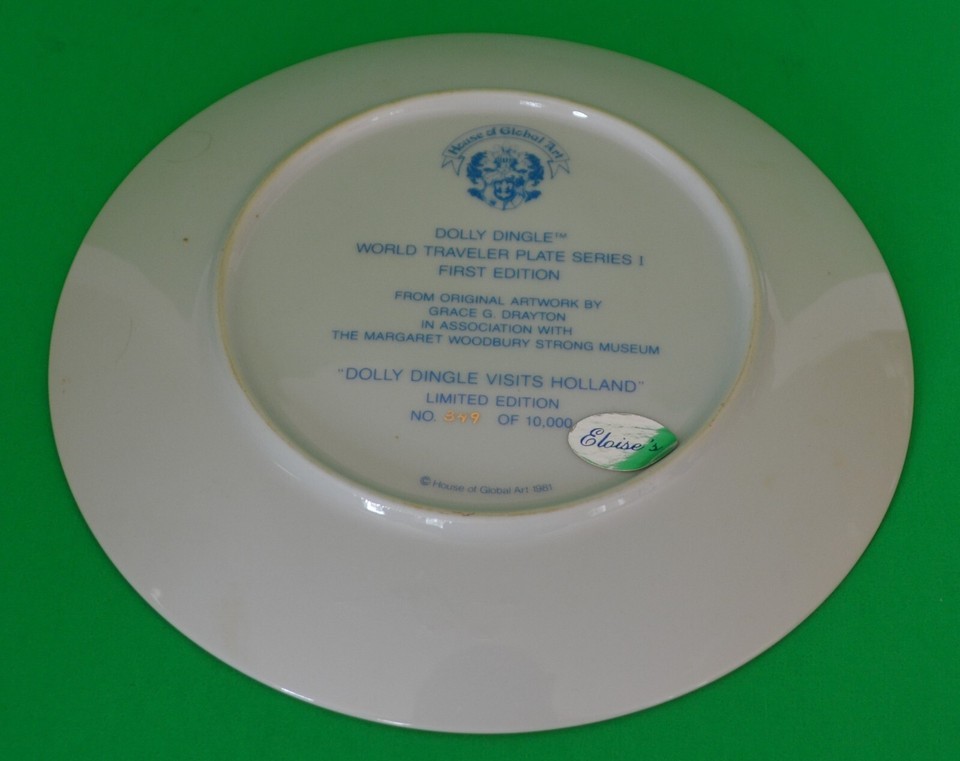 House of Global Art
DOLLY DINGLE™
WORLD TRAVELER PLATE SERIES I
FIRST EDITION
FROM ORIGINAL ARTWORK BY
GRACE G. DRAYTON
IN ASSOCIATION WITH
THE MARGARET WOODBURY STRONG MUSEUM
"DOLLY DINGLE VISITS HOLLAND"
LIMITED EDITION
NO. 849 OF 10,000
Eloise's
© House of Global Art 1981